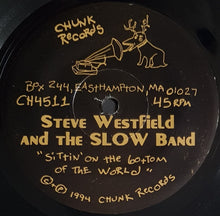 CHUNK
RECORDS
BOX 244, EASTHAMPTON, MA 01027
CH4511 45 RPM
STEVE WESTFIELD
AND THE SLOW BAND
"SITTIN' ON THE BOTTOM
OF THE WORLD"
©+℗ 1994 CHUNK RECORDS